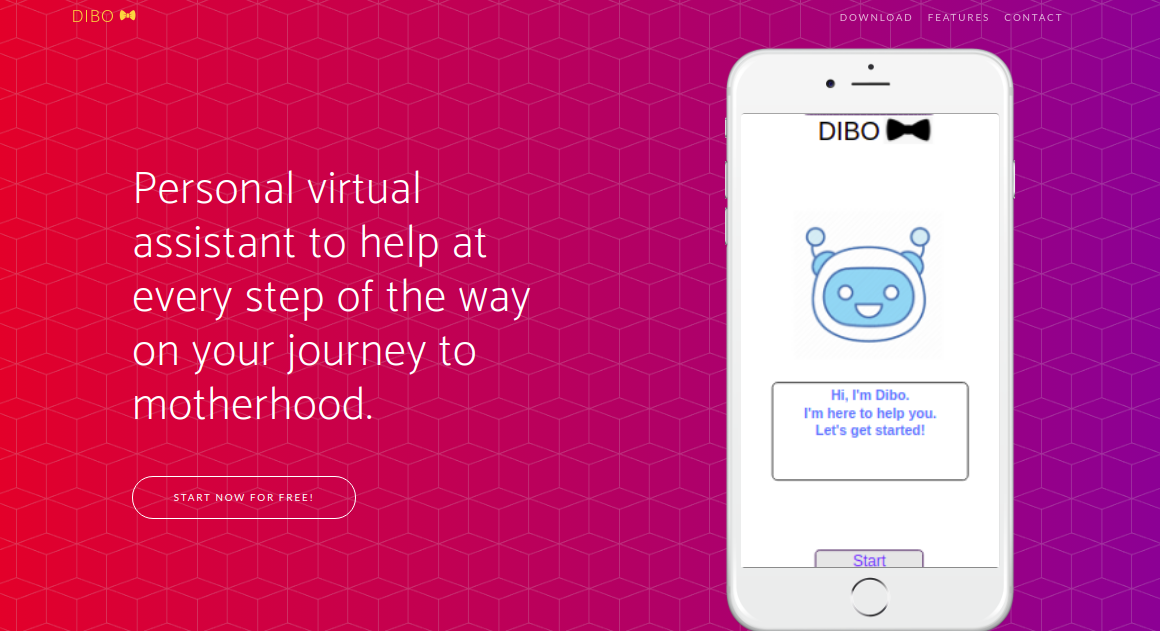 DIBO
DOWNLOAD FEATURES CONTACT
Personal virtual
assistant to help at
every step of the way
on your journey to
motherhood.
START NOW FOR FREE!
DIBO
Hi, I'm Dibo.
I'm here to help you.
Let's get started!
Start